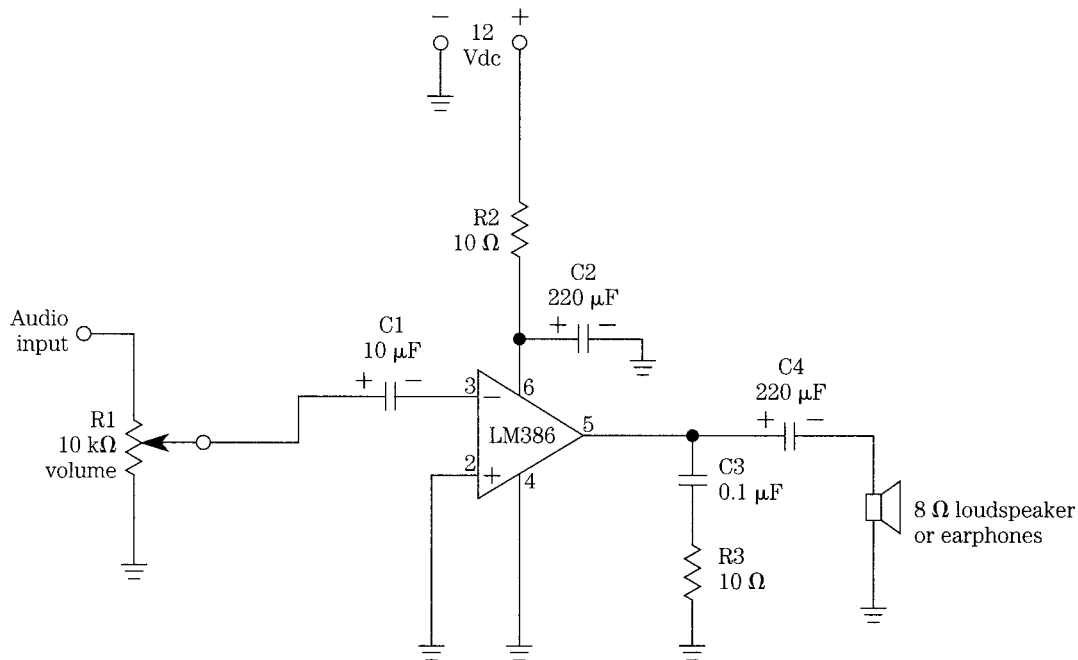 − +
12
Vdc
R2
10 Ω
C2
220 μF
+ −
Audio
input
C1
10 μF
+ −
R1
10 kΩ
volume
3
−
6
LM386
5
2
+
4
C4
220 μF
+ −
C3
0.1 μF
R3
10 Ω
8 Ω loudspeaker
or earphones